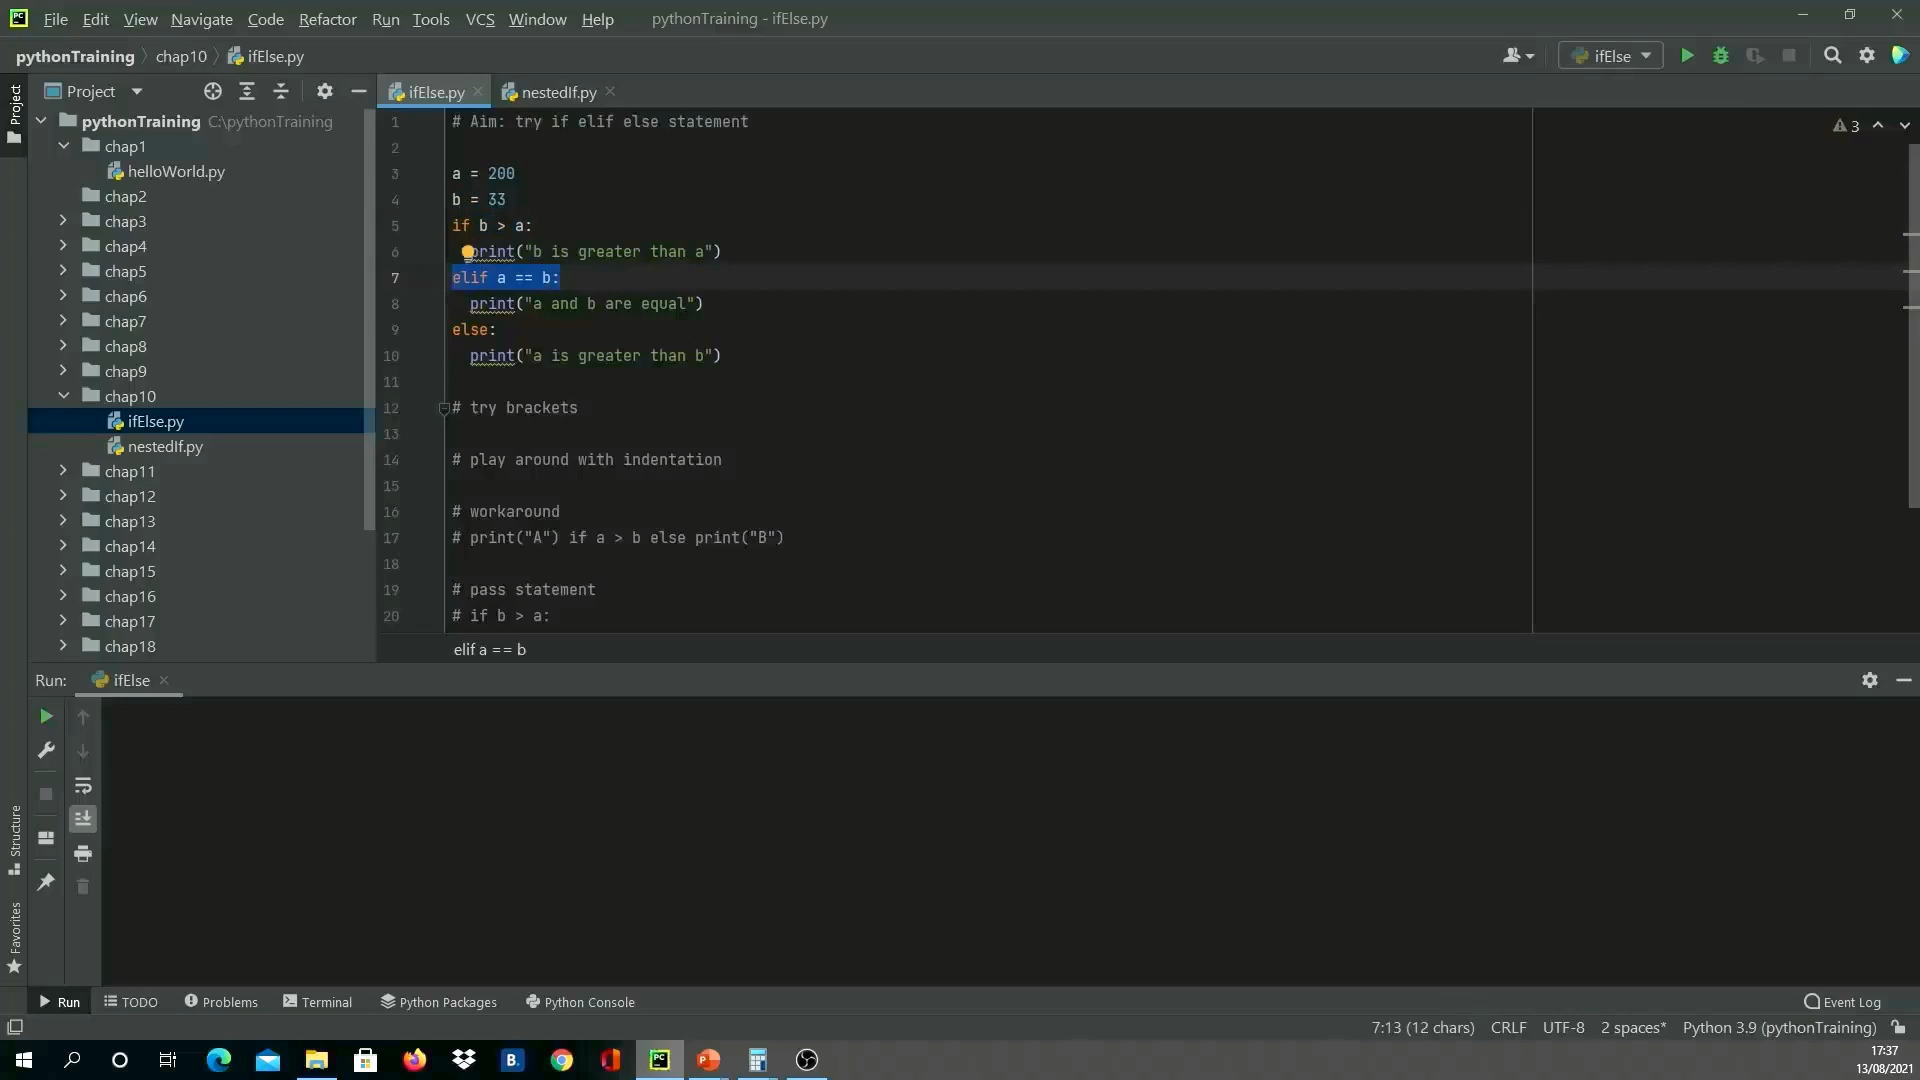 File Edit View Navigate Code Refactor Run Tools VCS Window Help pythonTraining - ifElse.py
pythonTraining chap10 ifElse.py ifElse
Project
ifElse.py nestedIf.py
Project
pythonTraining C:\pythonTraining
chap1
helloWorld.py
chap2
chap3
chap4
chap5
chap6
chap7
chap8
chap9
chap10
ifElse.py
nestedIf.py
chap11
chap12
chap13
chap14
chap15
chap16
chap17
chap18
1 # Aim: try if elif else statement
3
2
3 a = 200
4 b = 33
5 if b > a:
6 print("b is greater than a")
7 elif a == b:
8 print("a and b are equal")
9 else:
10 print("a is greater than b")
11
12 # try brackets
13
14 # play around with indentation
15
16 # workaround
17 # print("A") if a > b else print("B")
18
19 # pass statement
20 # if b > a:
elif a == b
Run: ifElse
Structure
Favorites
Run TODO Problems Terminal Python Packages Python Console Event Log
7:13 (12 chars) CRLF UTF-8 2 spaces* Python 3.9 (pythonTraining)
17:37
13/08/2021